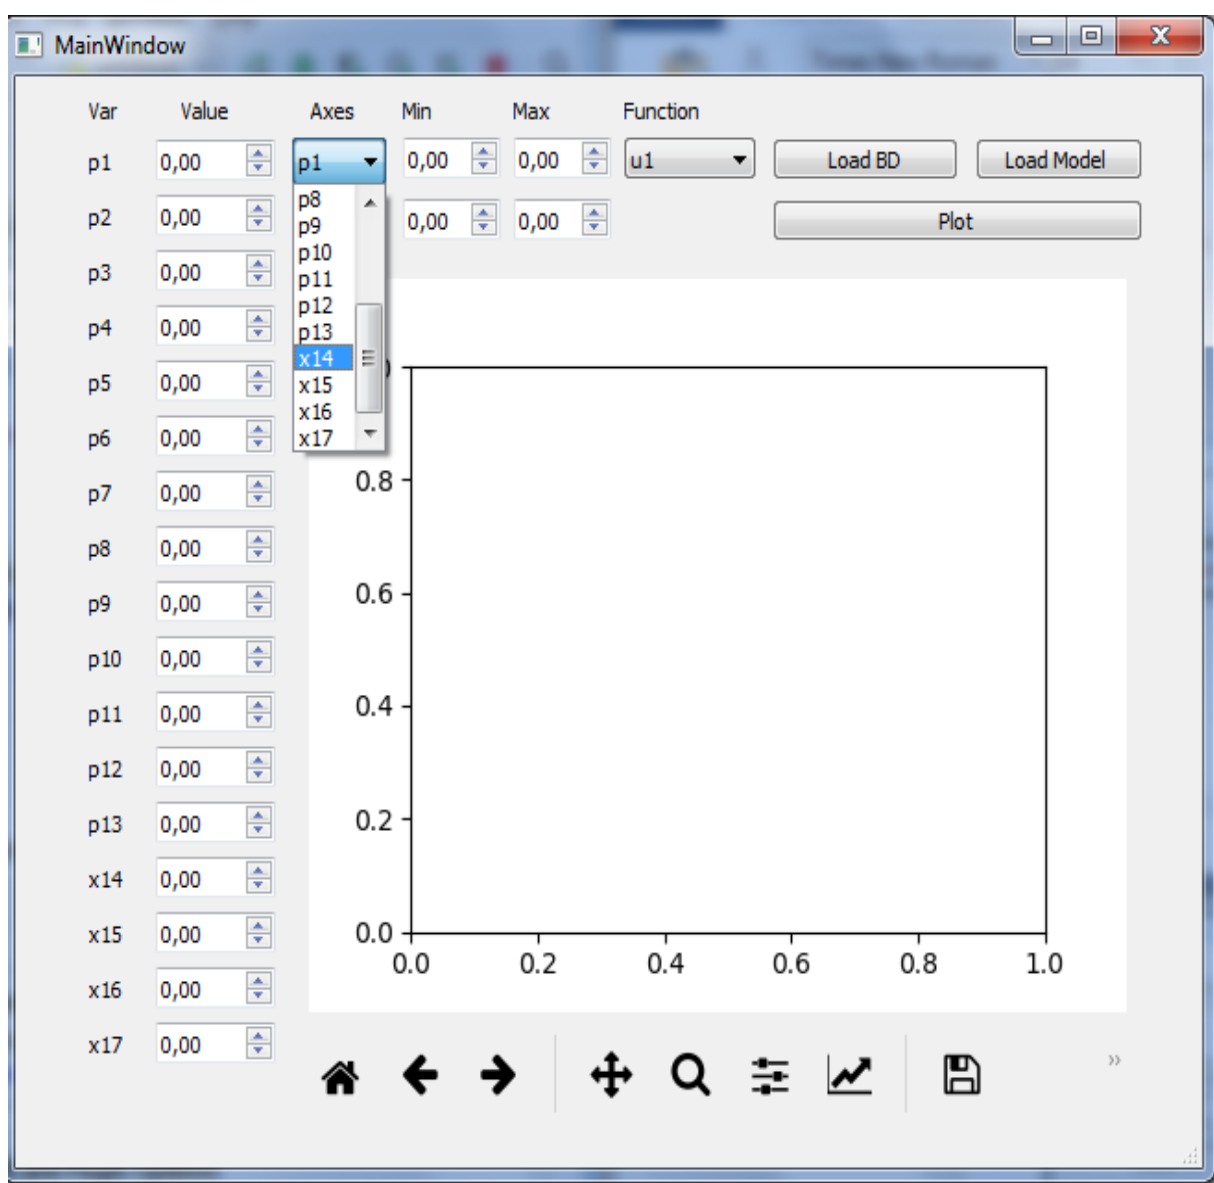 MainWindow
Var Value Axes Min Max Function
p1 0,00 p1 0,00 0,00 u1 Load BD Load Model
p8
p2 0,00 p9 0,00 0,00 Plot
p10
p3 0,00 p11
p12
p4 0,00 p13
x14
p5 0,00 x15
x16
p6 0,00 x17
0.8
p7 0,00
p8 0,00
p9 0,00 0.6
p10 0,00
p11 0,00 0.4
p12 0,00
p13 0,00 0.2
x14 0,00
x15 0,00 0.0
0.0 0.2 0.4 0.6 0.8 1.0
x16 0,00
x17 0,00